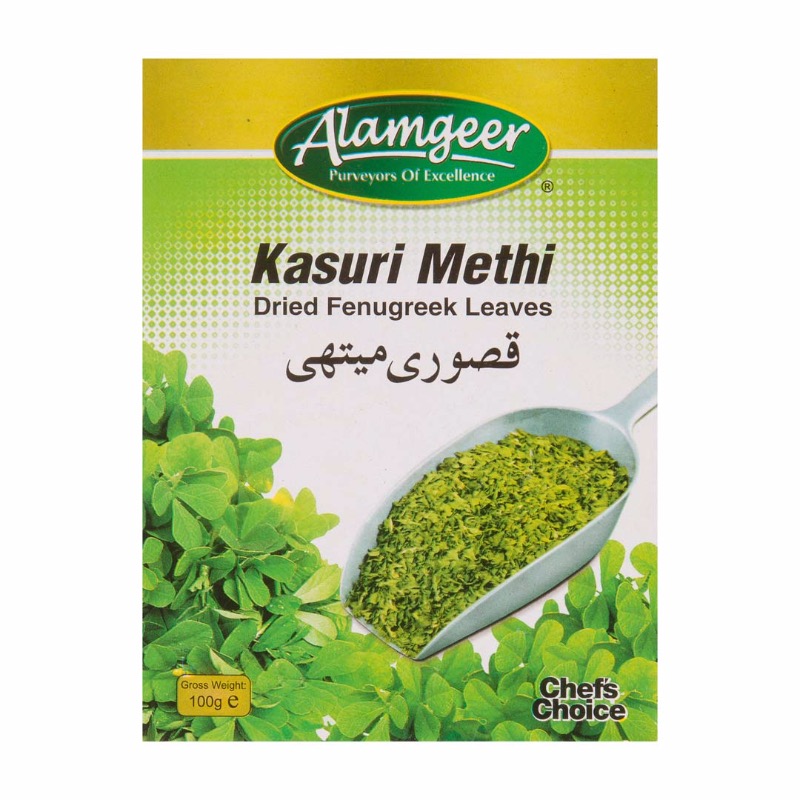 Alamgeer
Purveyors Of Excellence
®
Kasuri Methi
Dried Fenugreek Leaves
قصوری میتھی
Gross Weight:
100g ℮
Chef's
Choice